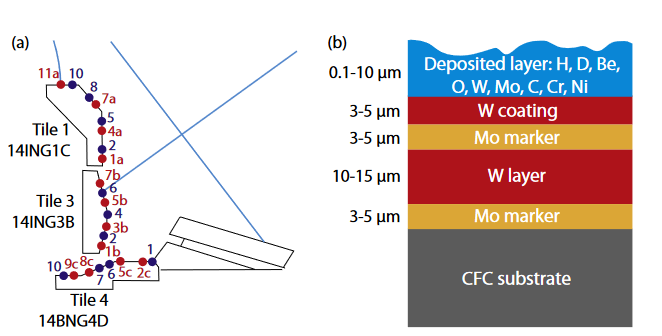 (a)
11a 10
8
7a
5
4a
2
1a
Tile 1
14ING1C
7b
6
5b
4
3b
2
1b
Tile 3
14ING3B
10 9c 8c 7 6 5c 2c 1
Tile 4
14BNG4D
(b)
0.1-10 μm
Deposited layer: H, D, Be,
O, W, Mo, C, Cr, Ni
3-5 μm
W coating
3-5 μm
Mo marker
10-15 μm
W layer
3-5 μm
Mo marker
CFC substrate